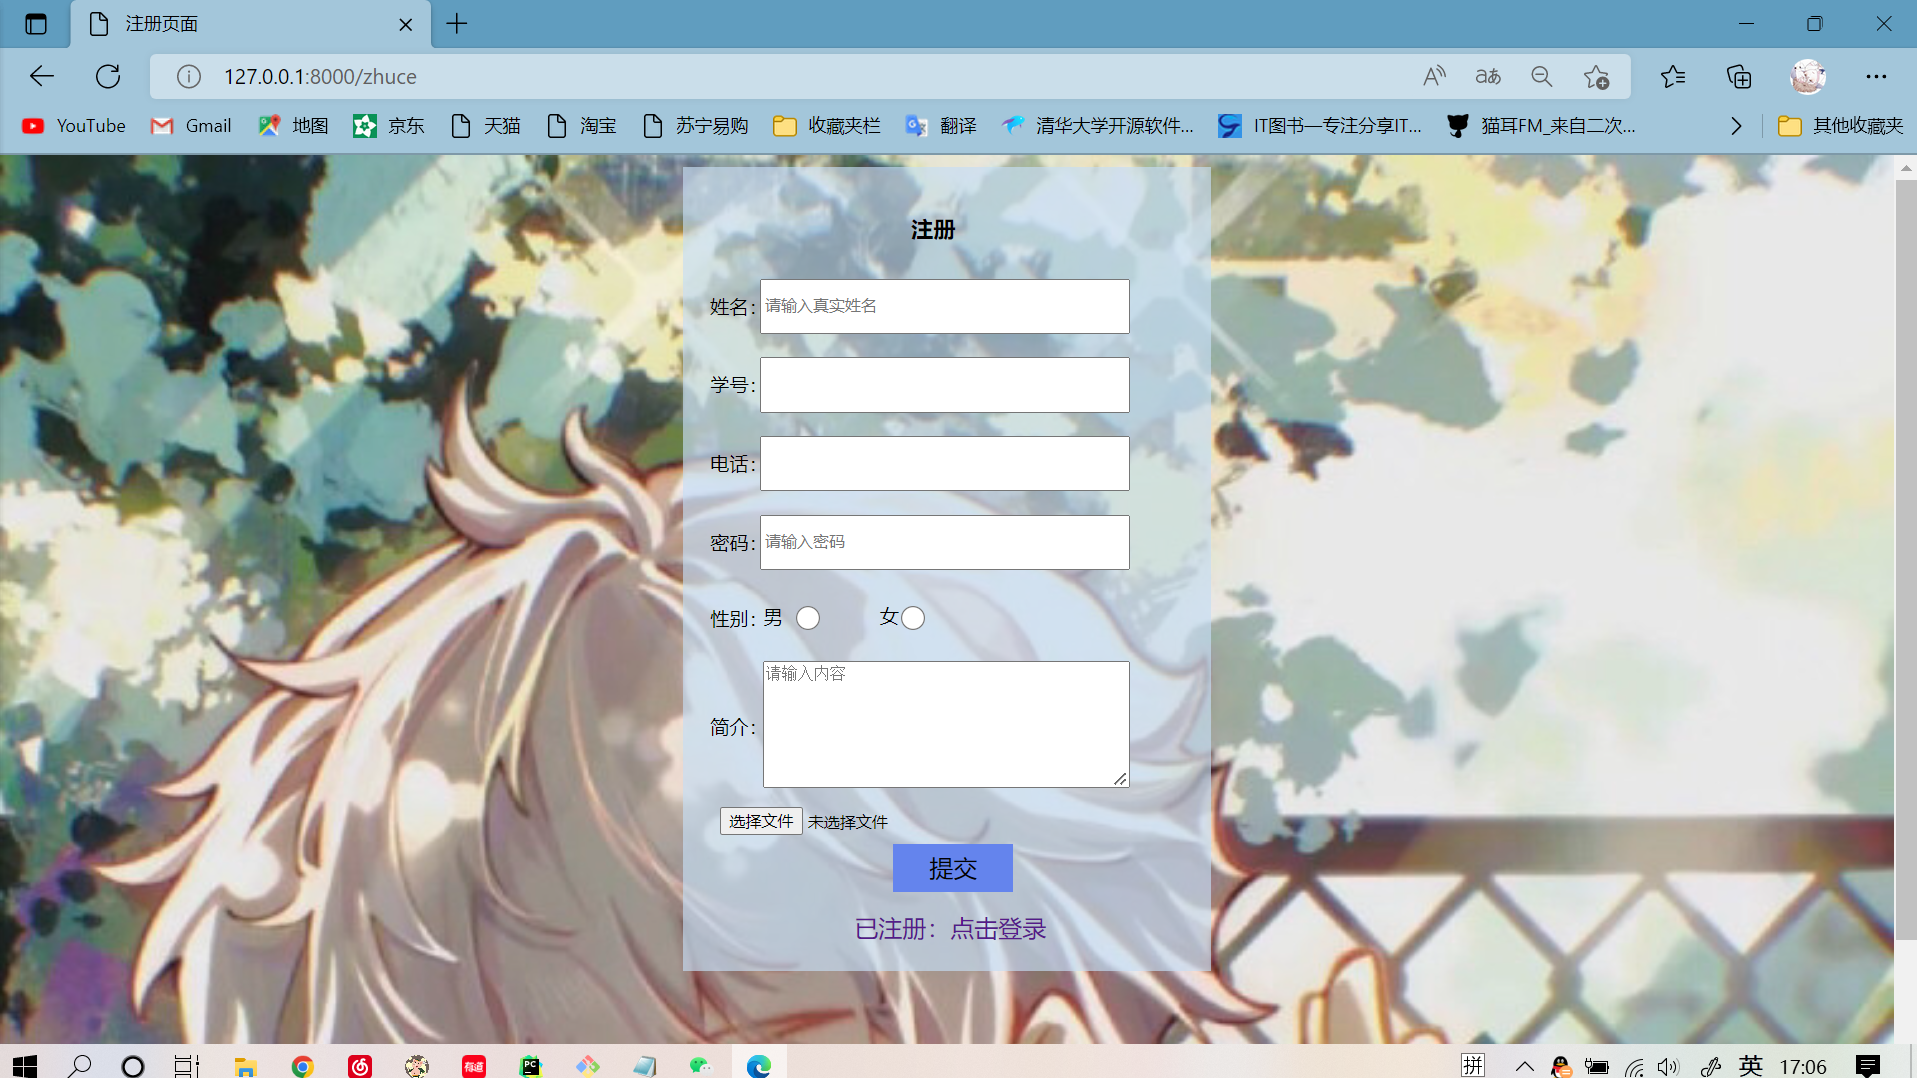 注册页面
127.0.0.1:8000/zhuce
YouTube Gmail 地图 京东 天猫 淘宝 苏宁易购 收藏夹栏 翻译 清华大学开源软件... IT图书—专注分享IT... 猫耳FM_来自二次... 其他收藏夹
注册
姓名： 请输入真实姓名
学号：
电话：
密码： 请输入密码
性别：男 女
请输入内容
简介：
选择文件 未选择文件
提交
已注册：点击登录
有道 PC 拼 英 17:06